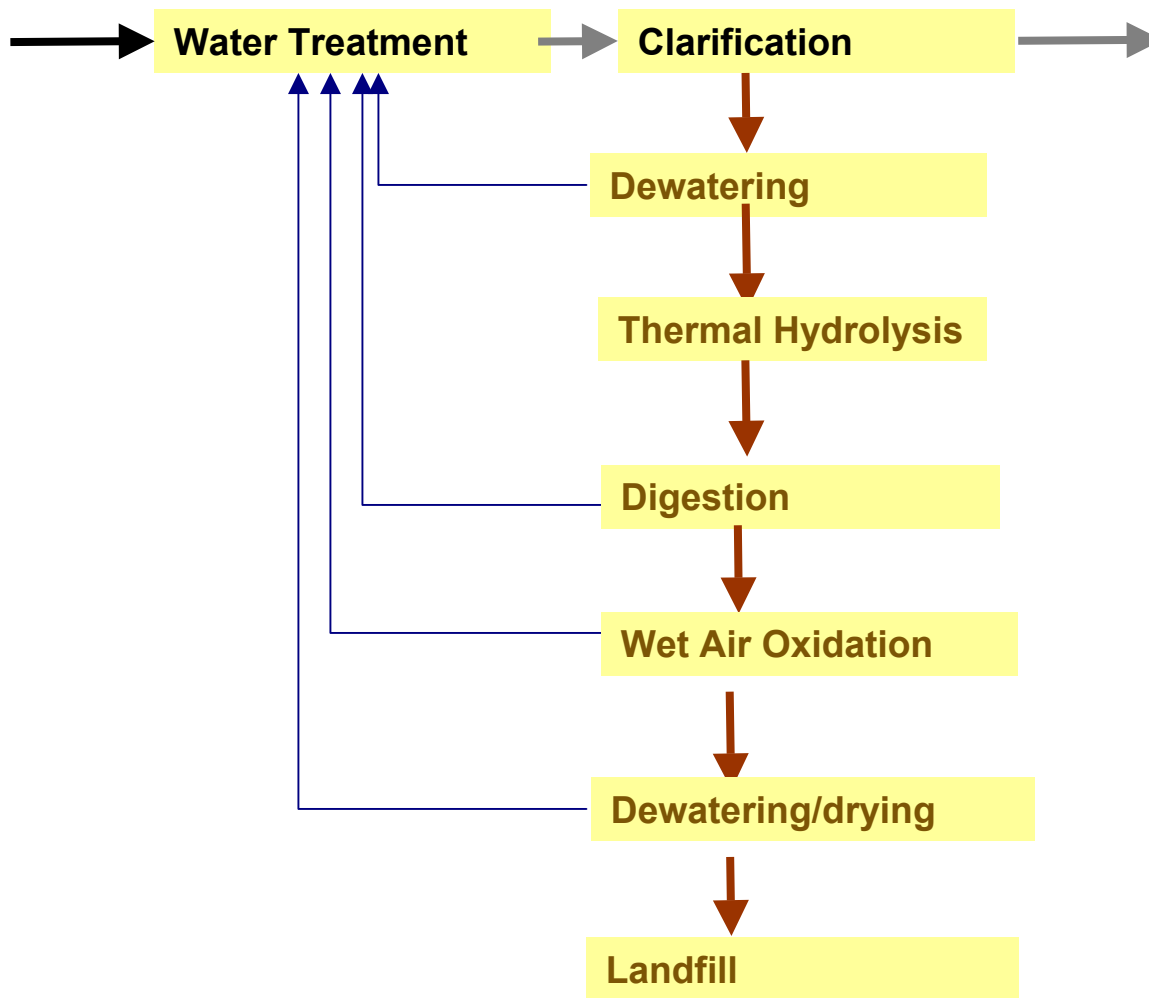 Water Treatment
Clarification
Dewatering
Thermal Hydrolysis
Digestion
Wet Air Oxidation
Dewatering/drying
Landfill